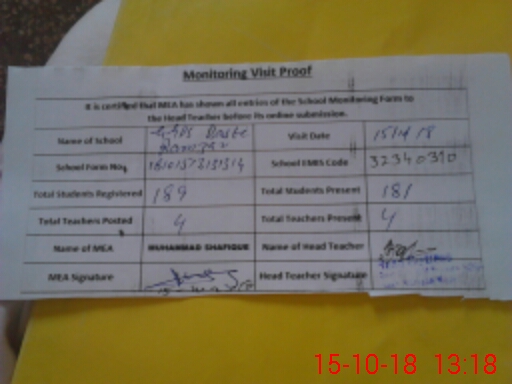 Monitoring Visit Proof
It is certified that MEA has shown all entries of the School Monitoring Form to
the Head Teacher before its online submission.
Name of School
Visit Date
School Form No.
School EMIS Code 32340310
Total Students Registered 189 Total Students Present 181
Total Teachers Posted 4 Total Teachers Present 4
Name of MEA MUHAMMAD SHAFIQUE Name of Head Teacher
MEA Signature Head Teacher Signature
15-10-18 13:18